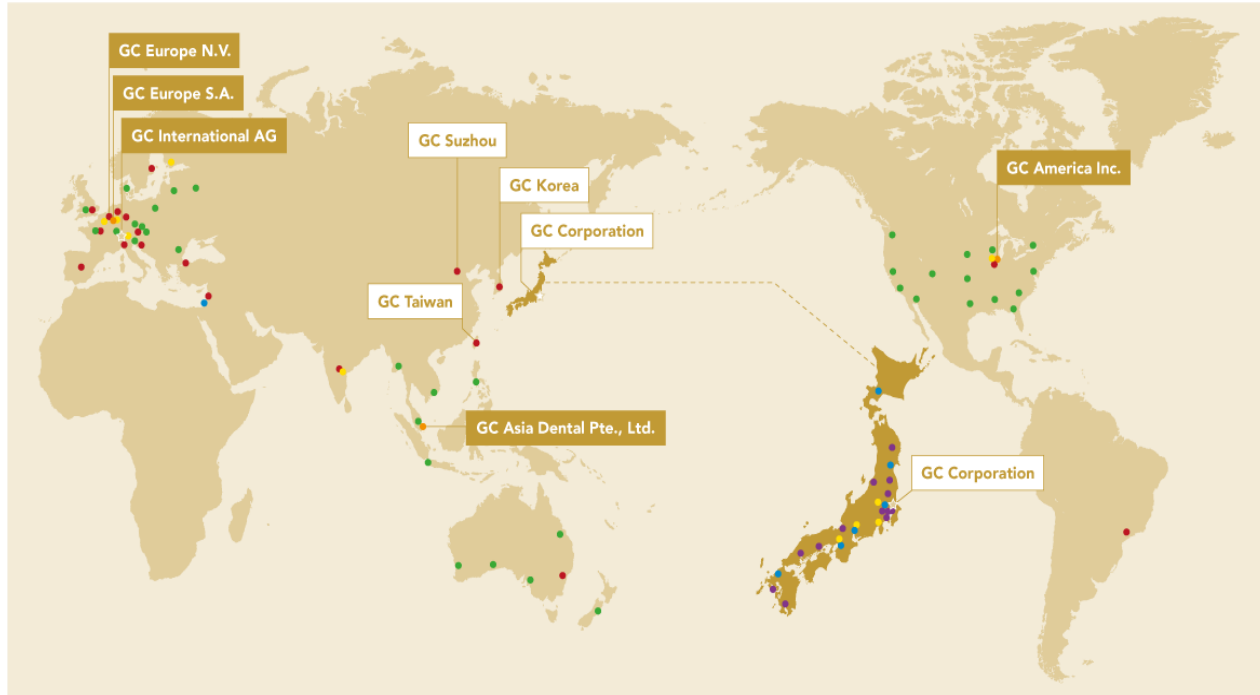 GC Europe N.V.
GC Europe S.A.
GC International AG
GC Suzhou
GC America Inc.
GC Korea
GC Corporation
GC Taiwan
GC Asia Dental Pte., Ltd.
GC Corporation